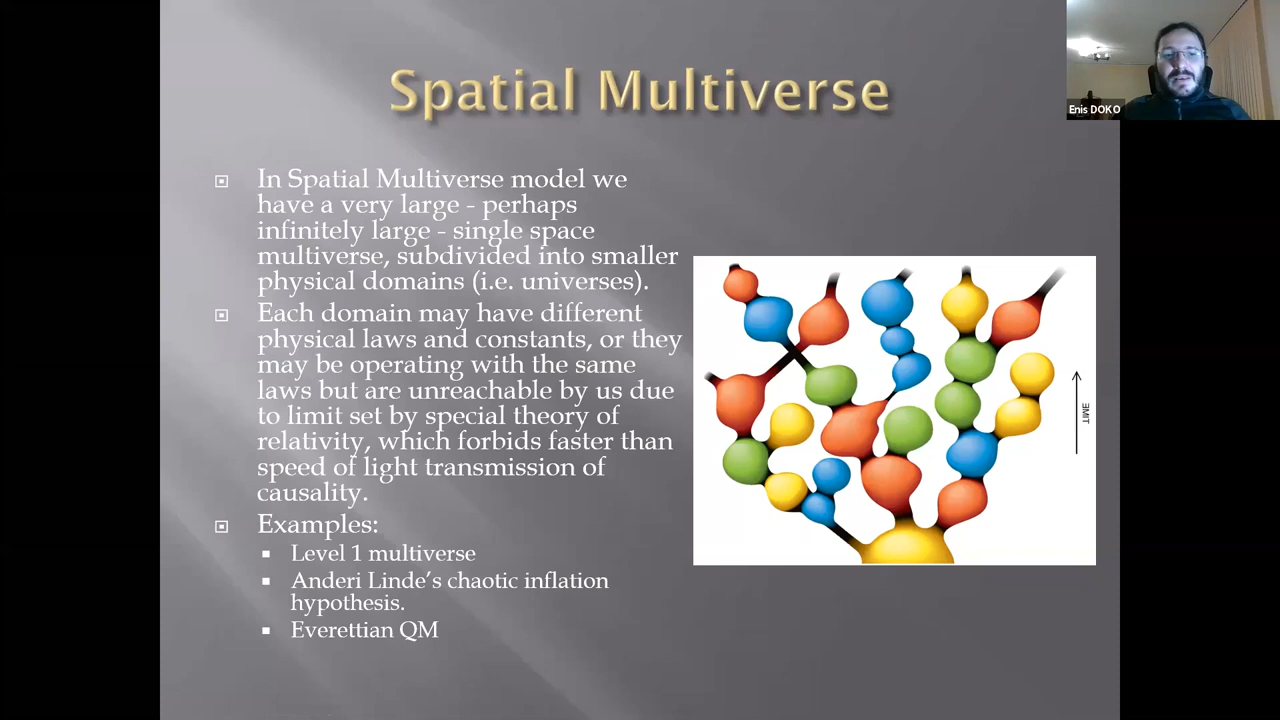 Spatial Multiverse
Enis DOKO
In Spatial Multiverse model we
have a very large - perhaps
infinitely large - single space
multiverse, subdivided into smaller
physical domains (i.e. universes).
Each domain may have different
physical laws and constants, or they
may be operating with the same
laws but are unreachable by us due
to limit set by special theory of
relativity, which forbids faster than
speed of light transmission of
causality.
Examples:
Level 1 multiverse
Anderi Linde's chaotic inflation
hypothesis.
Everettian QM
TIME